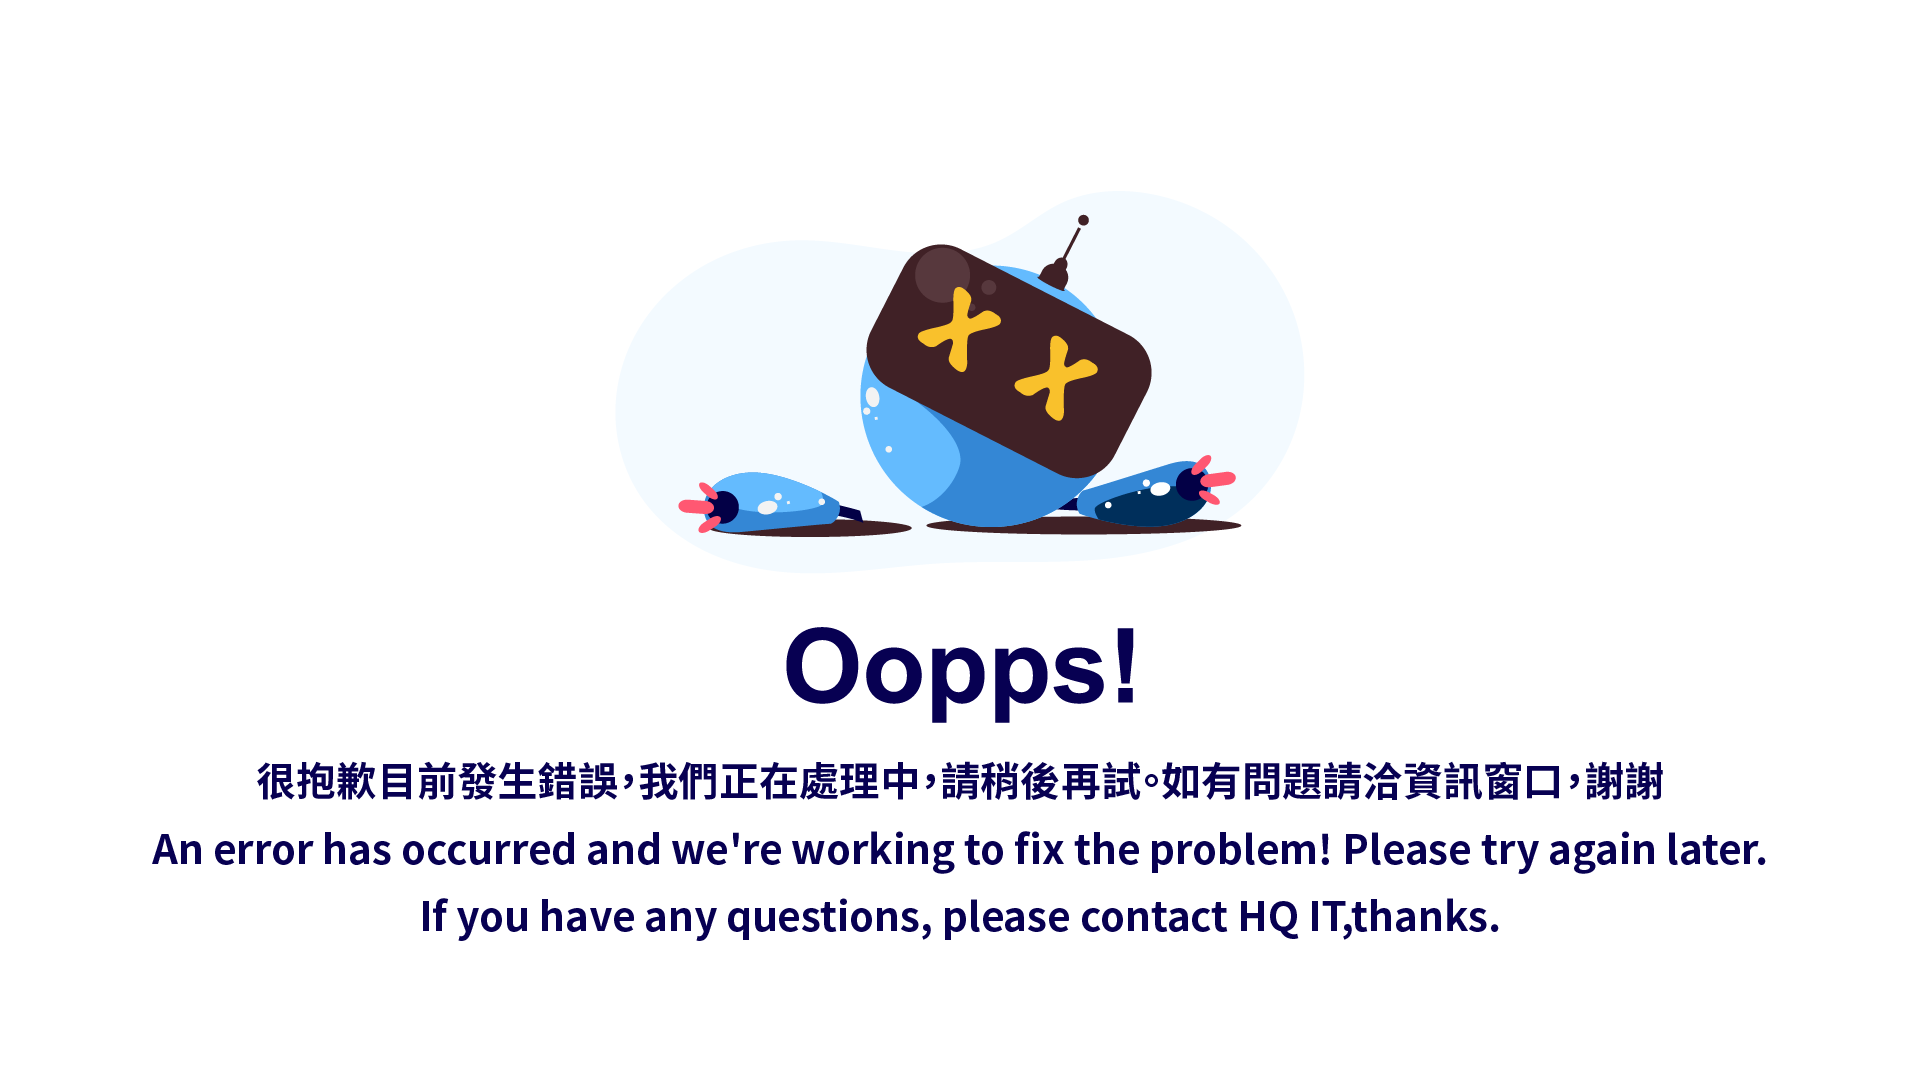 Oopps!
很抱歉目前發生錯誤，我們正在處理中，請稍後再試。如有問題請洽資訊窗口，謝謝
An error has occurred and we're working to fix the problem! Please try again later.
If you have any questions, please contact HQ IT,thanks.